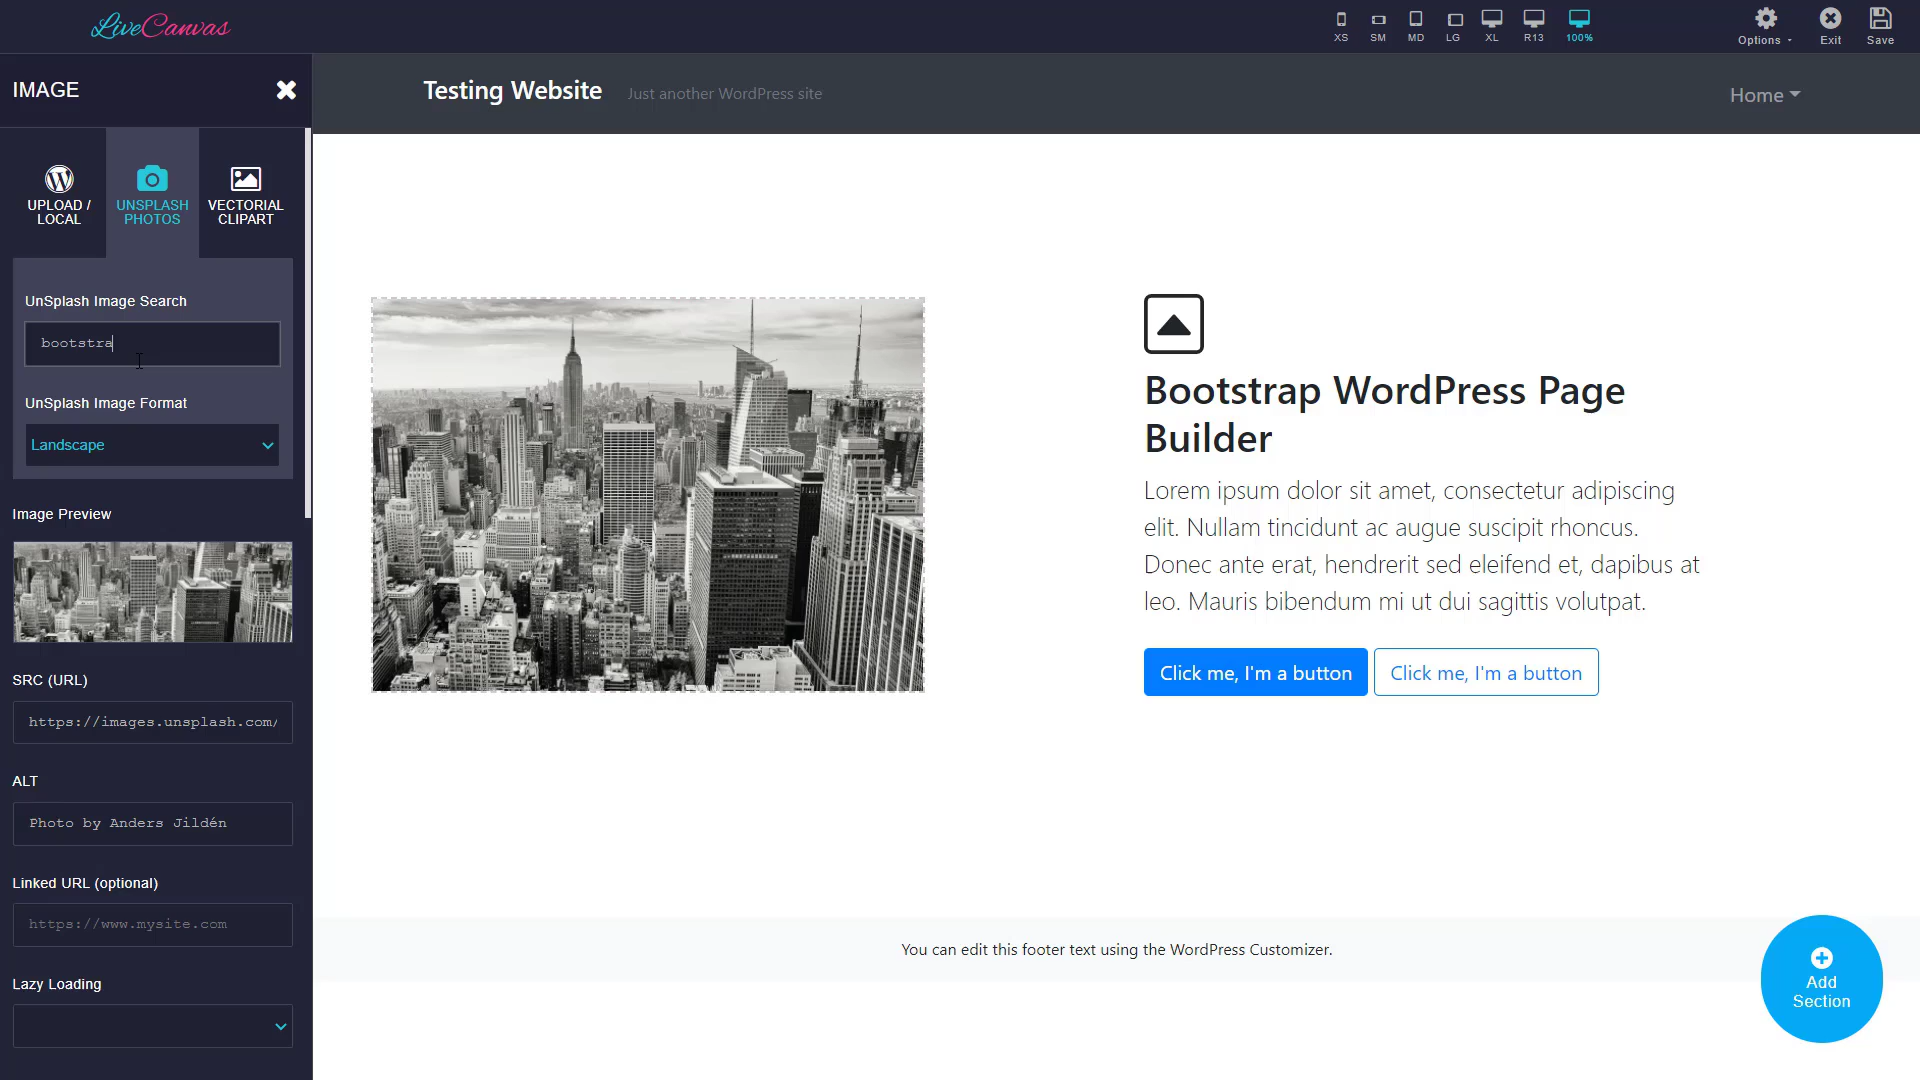 LiveCanvas
XS
SM
MD
LG
XL
R13
100%
Options
Exit
Save
IMAGE
UPLOAD /
LOCAL
UNSPLASH
PHOTOS
VECTORIAL
CLIPART
UnSplash Image Search
bootstra
UnSplash Image Format
Landscape
Image Preview
SRC (URL)
https://images.unsplash.com/
ALT
Photo by Anders Jildén
Linked URL (optional)
https://www.mysite.com
Lazy Loading
Testing Website
Just another WordPress site
Home
Bootstrap WordPress Page
Builder
Lorem ipsum dolor sit amet, consectetur adipiscing
elit. Nullam tincidunt ac augue suscipit rhoncus.
Donec ante erat, hendrerit sed eleifend et, dapibus at
leo. Mauris bibendum mi ut dui sagittis volutpat.
Click me, I'm a button
Click me, I'm a button
You can edit this footer text using the WordPress Customizer.
Add
Section